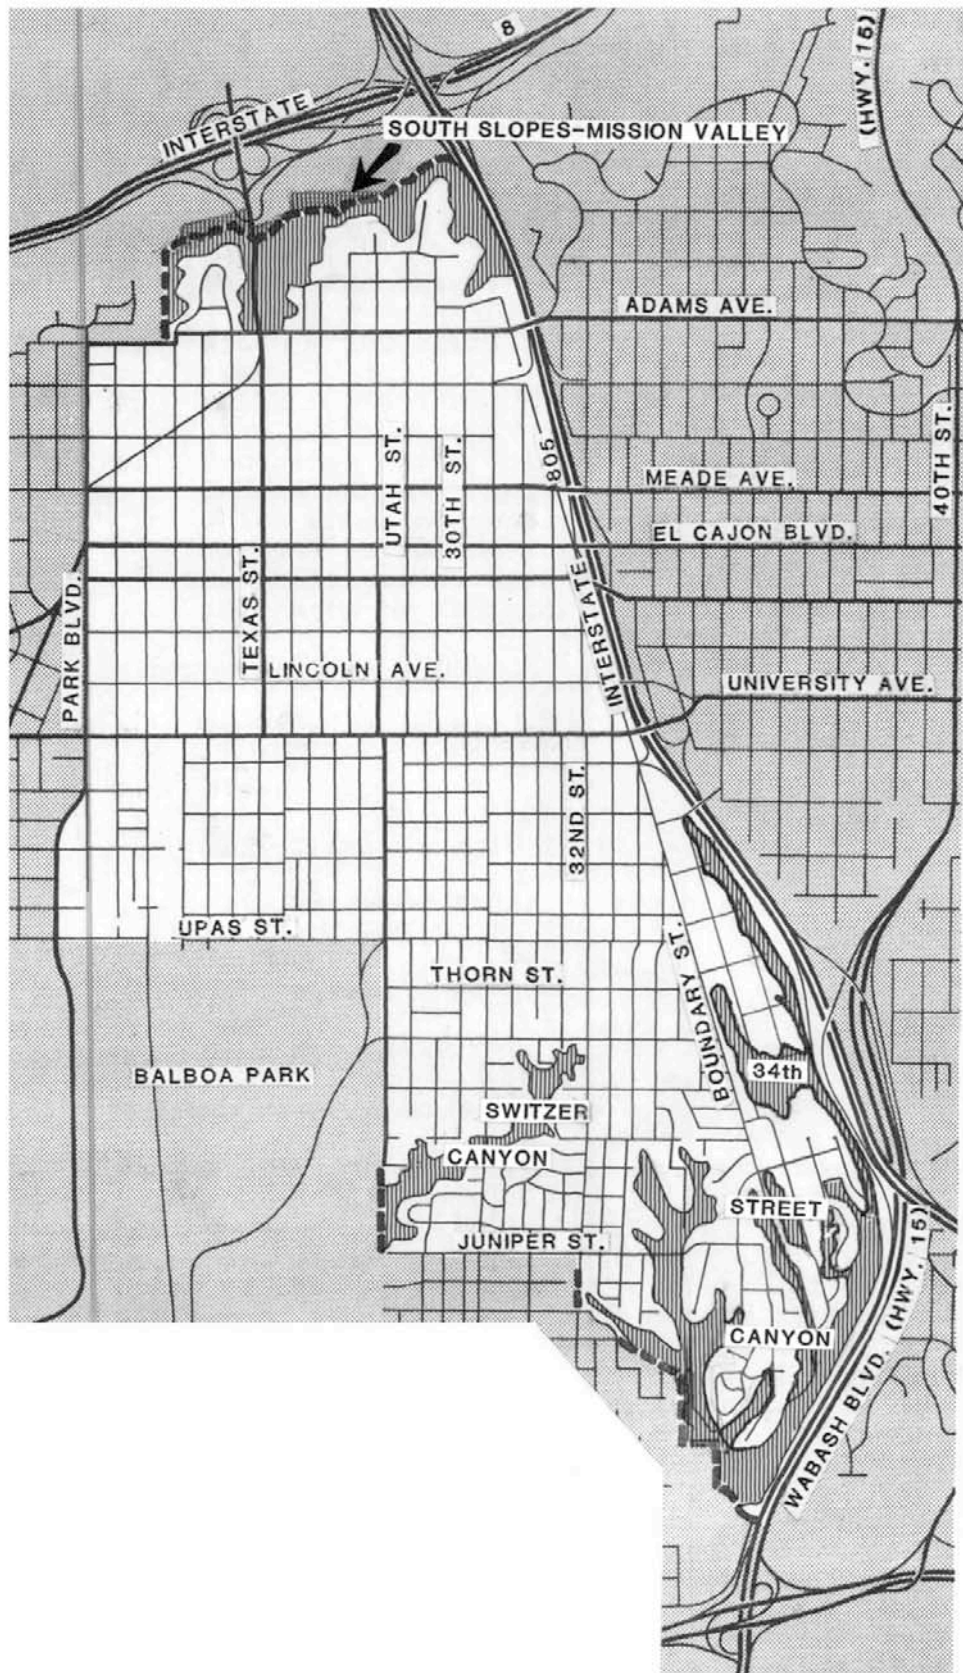 8
(HWY. 15)
INTERSTATE
SOUTH SLOPES-MISSION VALLEY
ADAMS AVE.
UTAH ST.
30TH ST.
805
MEADE AVE.
40TH ST.
EL CAJON BLVD.
TEXAS ST.
INTERSTATE
PARK BLVD.
LINCOLN AVE.
UNIVERSITY AVE.
32ND ST.
UPAS ST.
BOUNDARY ST.
THORN ST.
BALBOA PARK
34th
SWITZER
CANYON
STREET
JUNIPER ST.
CANYON
WABASH BLVD. (HWY. 15)